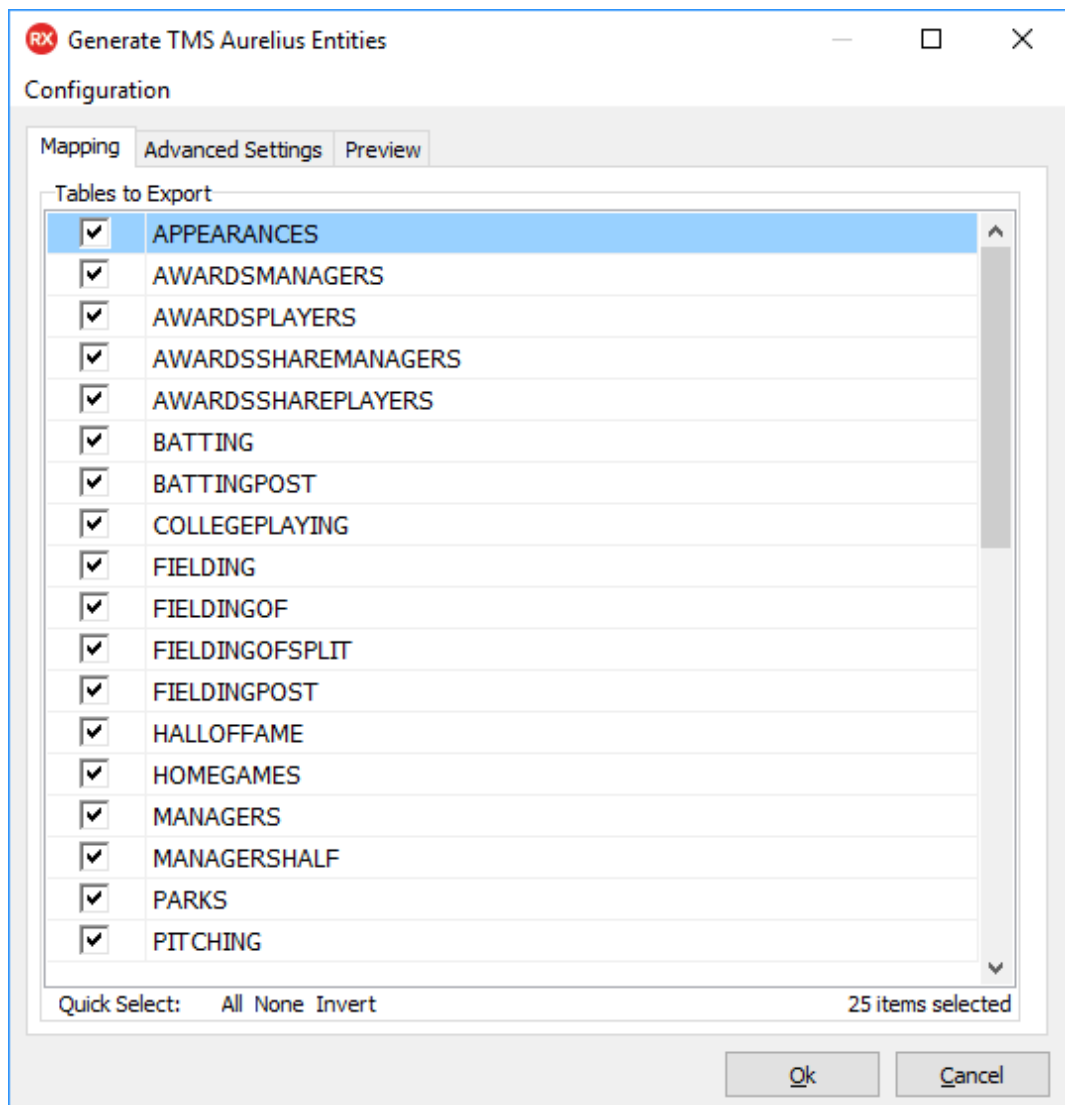 RX Generate TMS Aurelius Entities
Configuration
Mapping Advanced Settings Preview
Tables to Export
APPEARANCES
AWARDSMANAGERS
AWARDSPLAYERS
AWARDSSHAREMANAGERS
AWARDSSHAREPLAYERS
BATTING
BATTINGPOST
COLLEGEPLAYING
FIELDING
FIELDINGOF
FIELDINGOFSPLIT
FIELDINGPOST
HALLOFFAME
HOMEGAMES
MANAGERS
MANAGERSHALF
PARKS
PITCHING
Quick Select: All None Invert 25 items selected
Ok Cancel